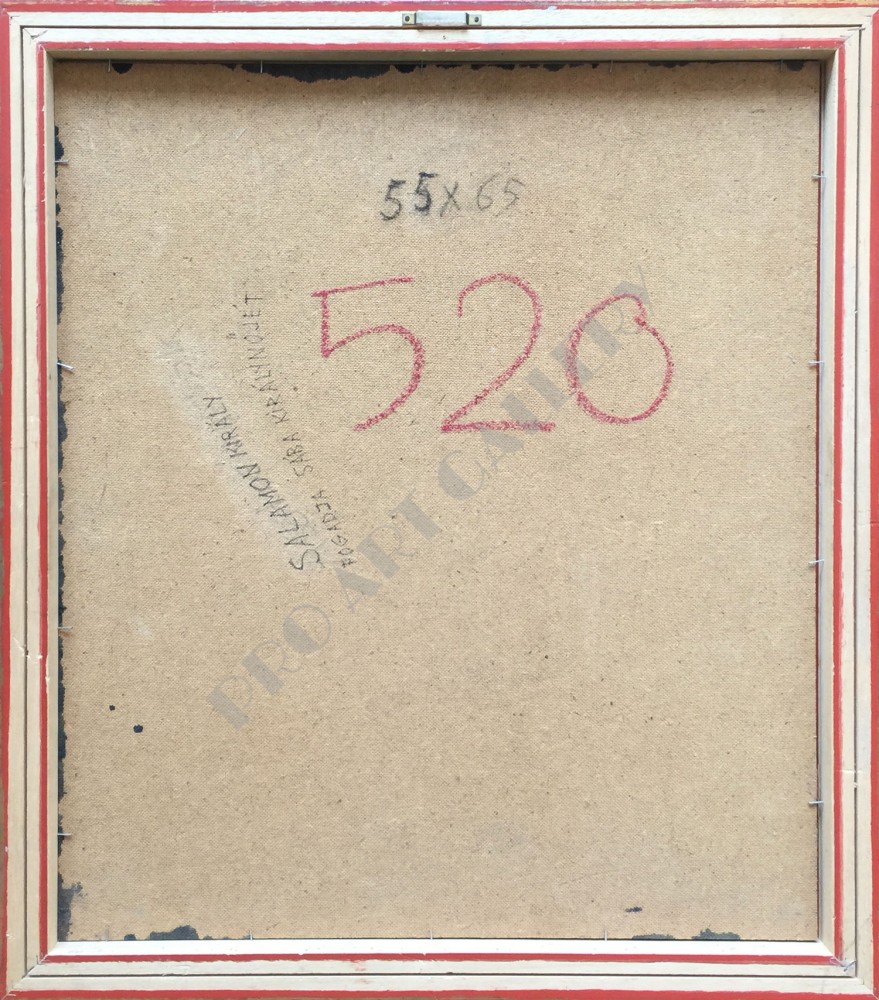 55x65
520
SALAMON KIRÁLY
FOGADJA SÁBA KIRÁLYNŐJÉT
PRO ART GALLERY